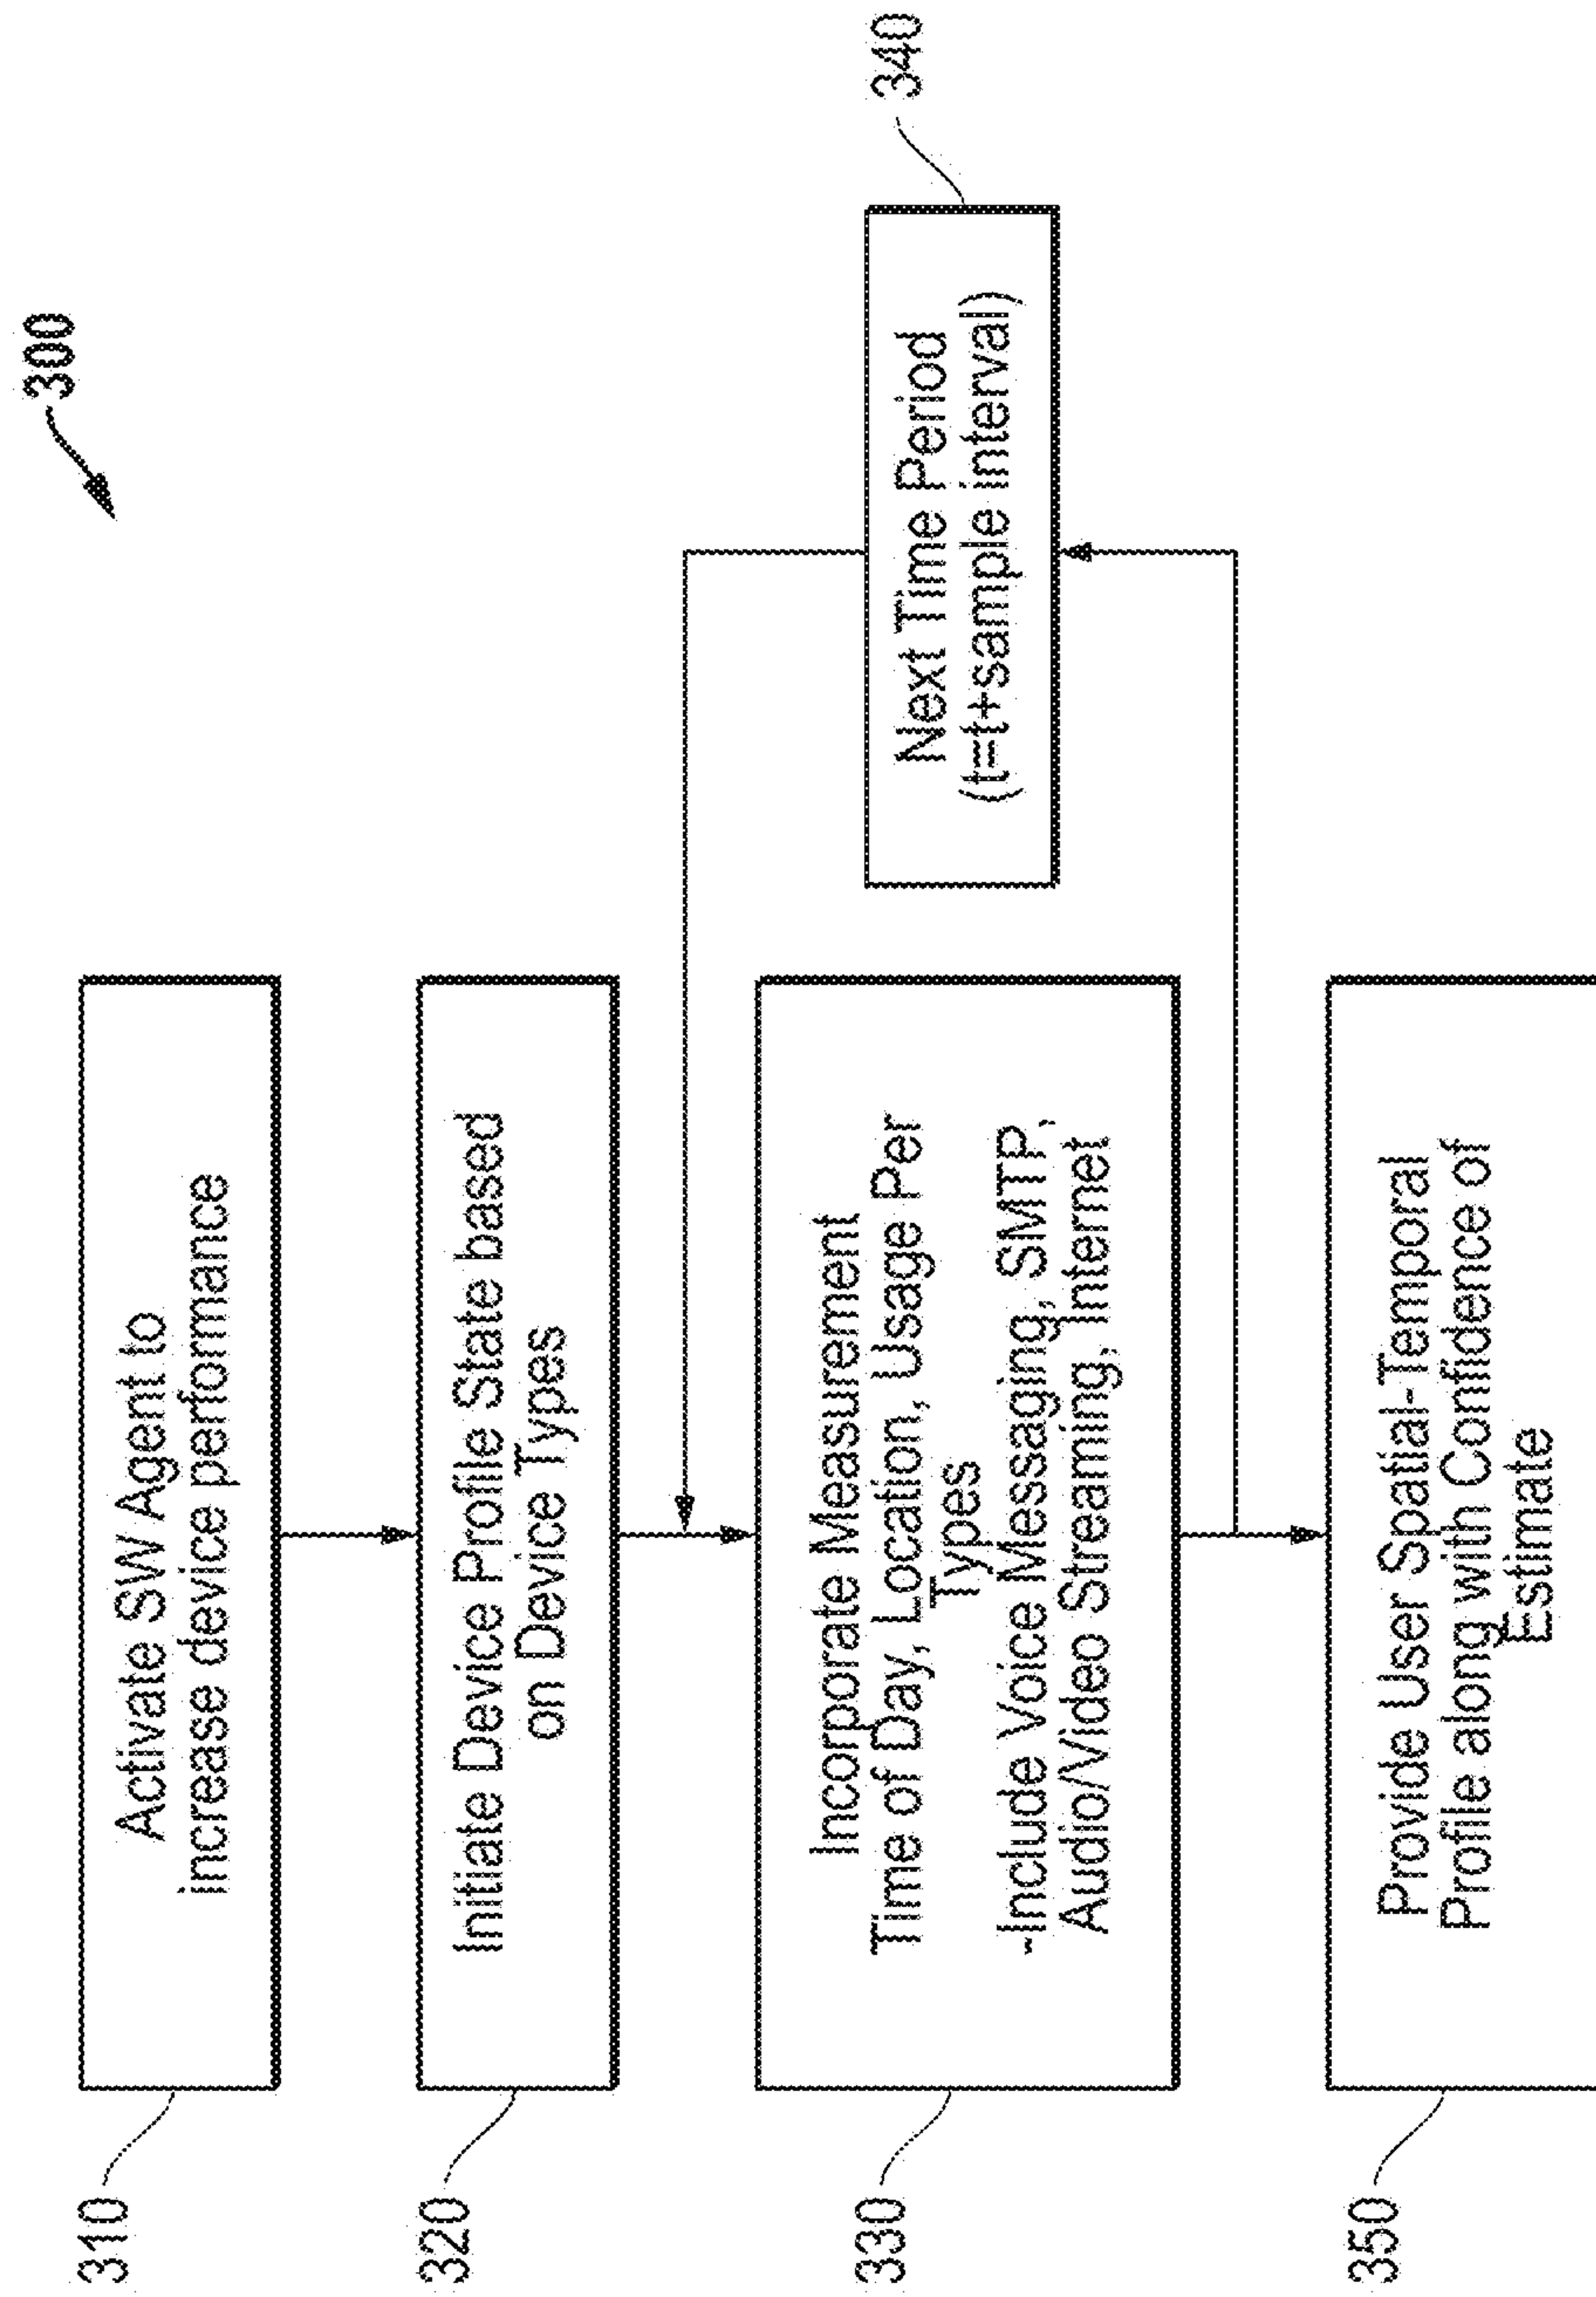 300
310
Activate SW Agent to
increase device performance
320
Initiate Device Profile State based
on Device Types
330
Incorporate Measurement
Time of Day, Location, Usage Per
Types
-Include Voice Messaging, SMTP,
Audio/Video Streaming, Internet
340
Next Time Period
(t=t+sample interval)
350
Provide User Spatial-Temporal
Profile along with Confidence of
Estimate